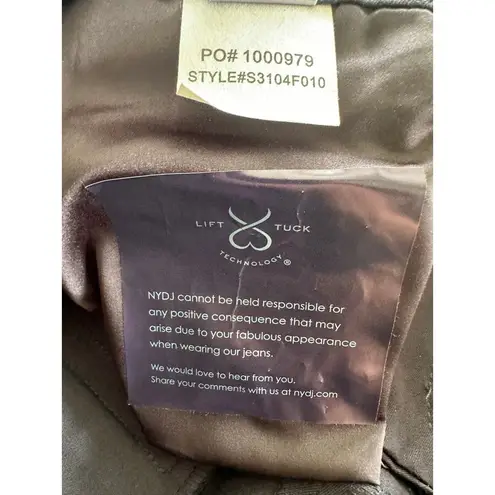 PO# 1000979
STYLE#S3104F010
LIFT TUCK
TECHNOLOGY®
NYDJ cannot be held responsible for
any positive consequence that may
arise due to your fabulous appearance
when wearing our jeans.
We would love to hear from you.
Share your comments with us at nydj.com